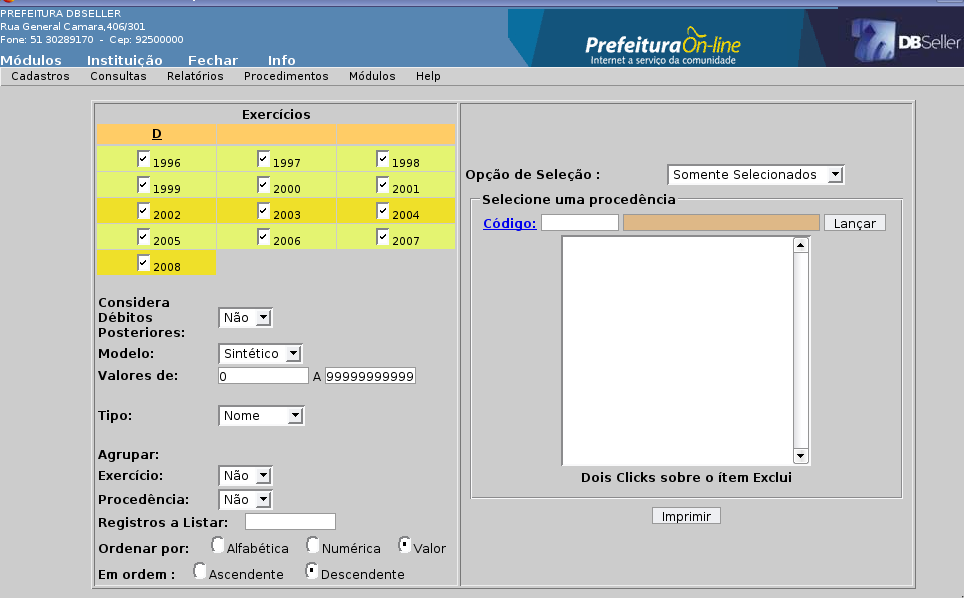 PREFEITURA DBSELLER
Rua General Camara,406/301
Fone: 51 30289170 - Cep: 92500000
Prefeitura On-line
Internet a serviço da comunidade
DBSeller
Módulos Instituição Fechar Info
Cadastros Consultas Relatórios Procedimentos Módulos Help
Exercícios
D
1996 1997 1998
1999 2000 2001
2002 2003 2004
2005 2006 2007
2008
Considera
Débitos
Posteriores: Não
Modelo: Sintético
Valores de: 0 A 99999999999
Tipo: Nome
Agrupar:
Exercício: Não
Procedência: Não
Registros a Listar:
Ordenar por: Alfabética Numérica Valor
Em ordem : Ascendente Descendente
Opção de Seleção : Somente Selecionados
Selecione uma procedência
Código: Lançar
Dois Clicks sobre o ítem Exclui
Imprimir